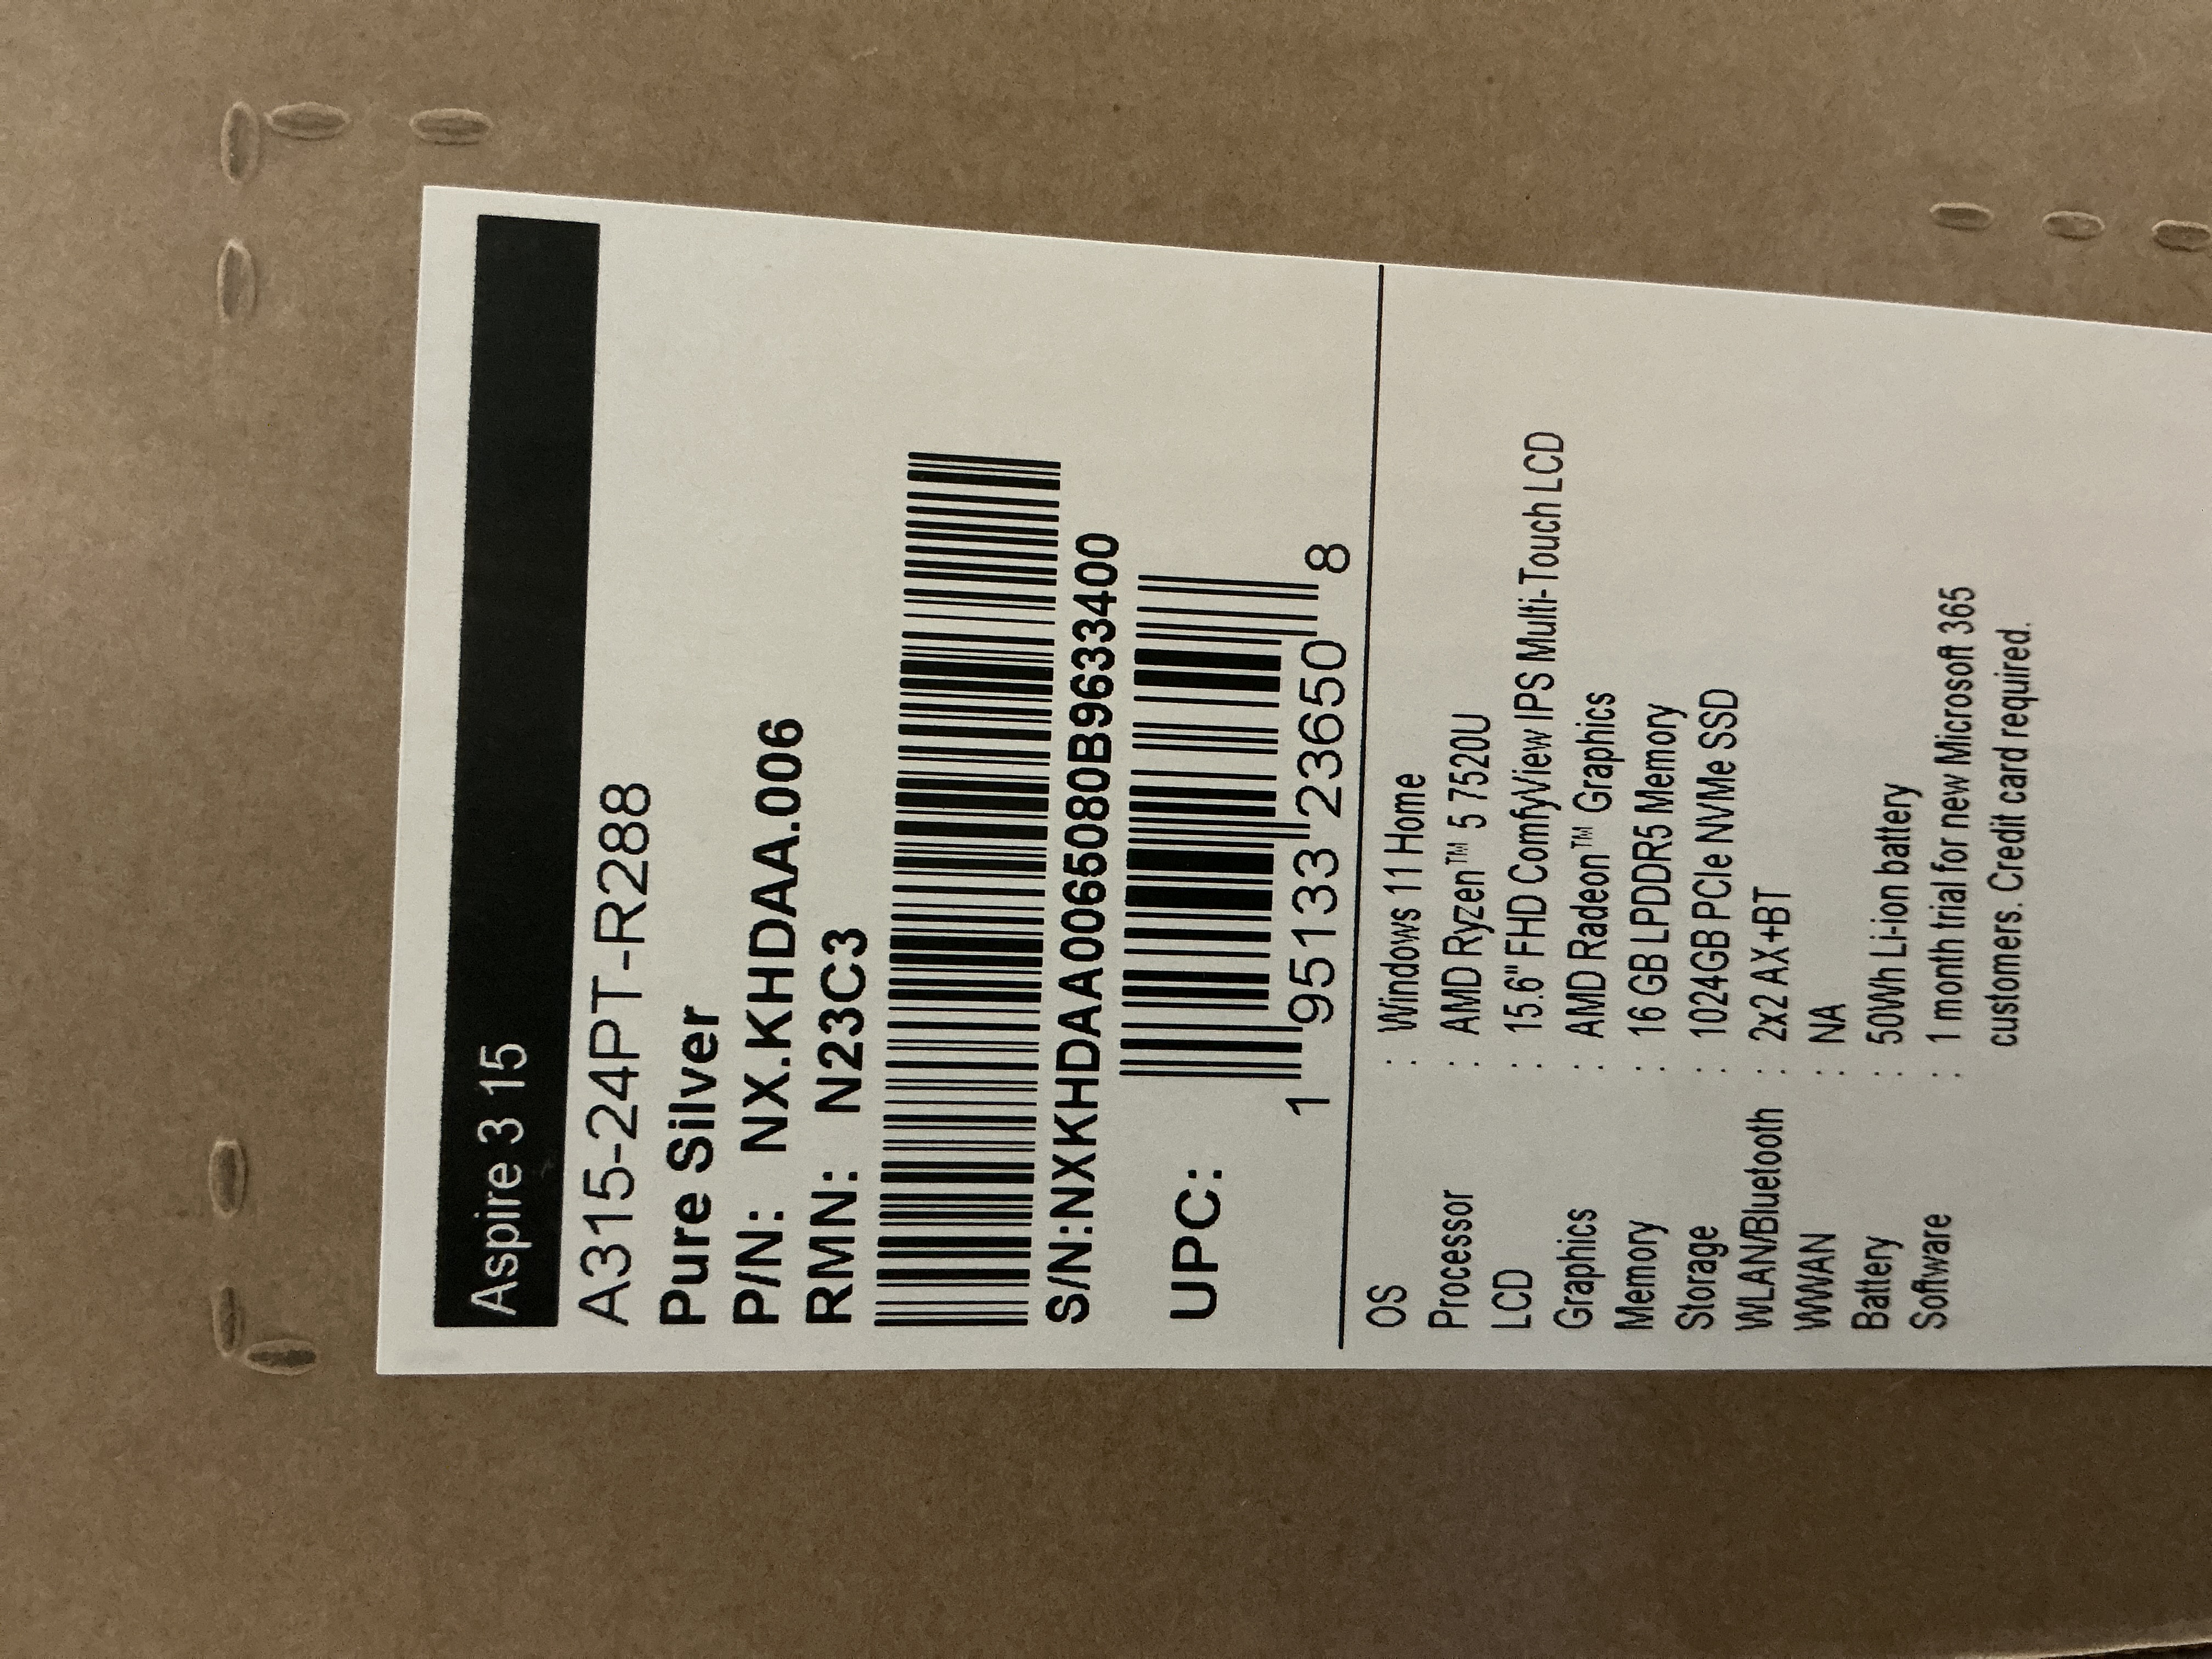 Aspire 3 15
A315-24PT-R288
Pure Silver
P/N: NX.KHDAA.006
RMN: N23C3
S/N:NXKHDAA0065080B9633400
UPC: 1 95133 23650 8
OS : Windows 11 Home
Processor : AMD Ryzen™ 5 7520U
LCD : 15.6" FHD ComfyView IPS Multi-Touch LCD
Graphics : AMD Radeon™ Graphics
Memory : 16 GB LPDDR5 Memory
Storage : 1024GB PCIe NVMe SSD
WLAN/Bluetooth : 2x2 AX+BT
WWAN : NA
Battery : 50Wh Li-ion battery
Software : 1 month trial for new Microsoft 365
customers. Credit card required.